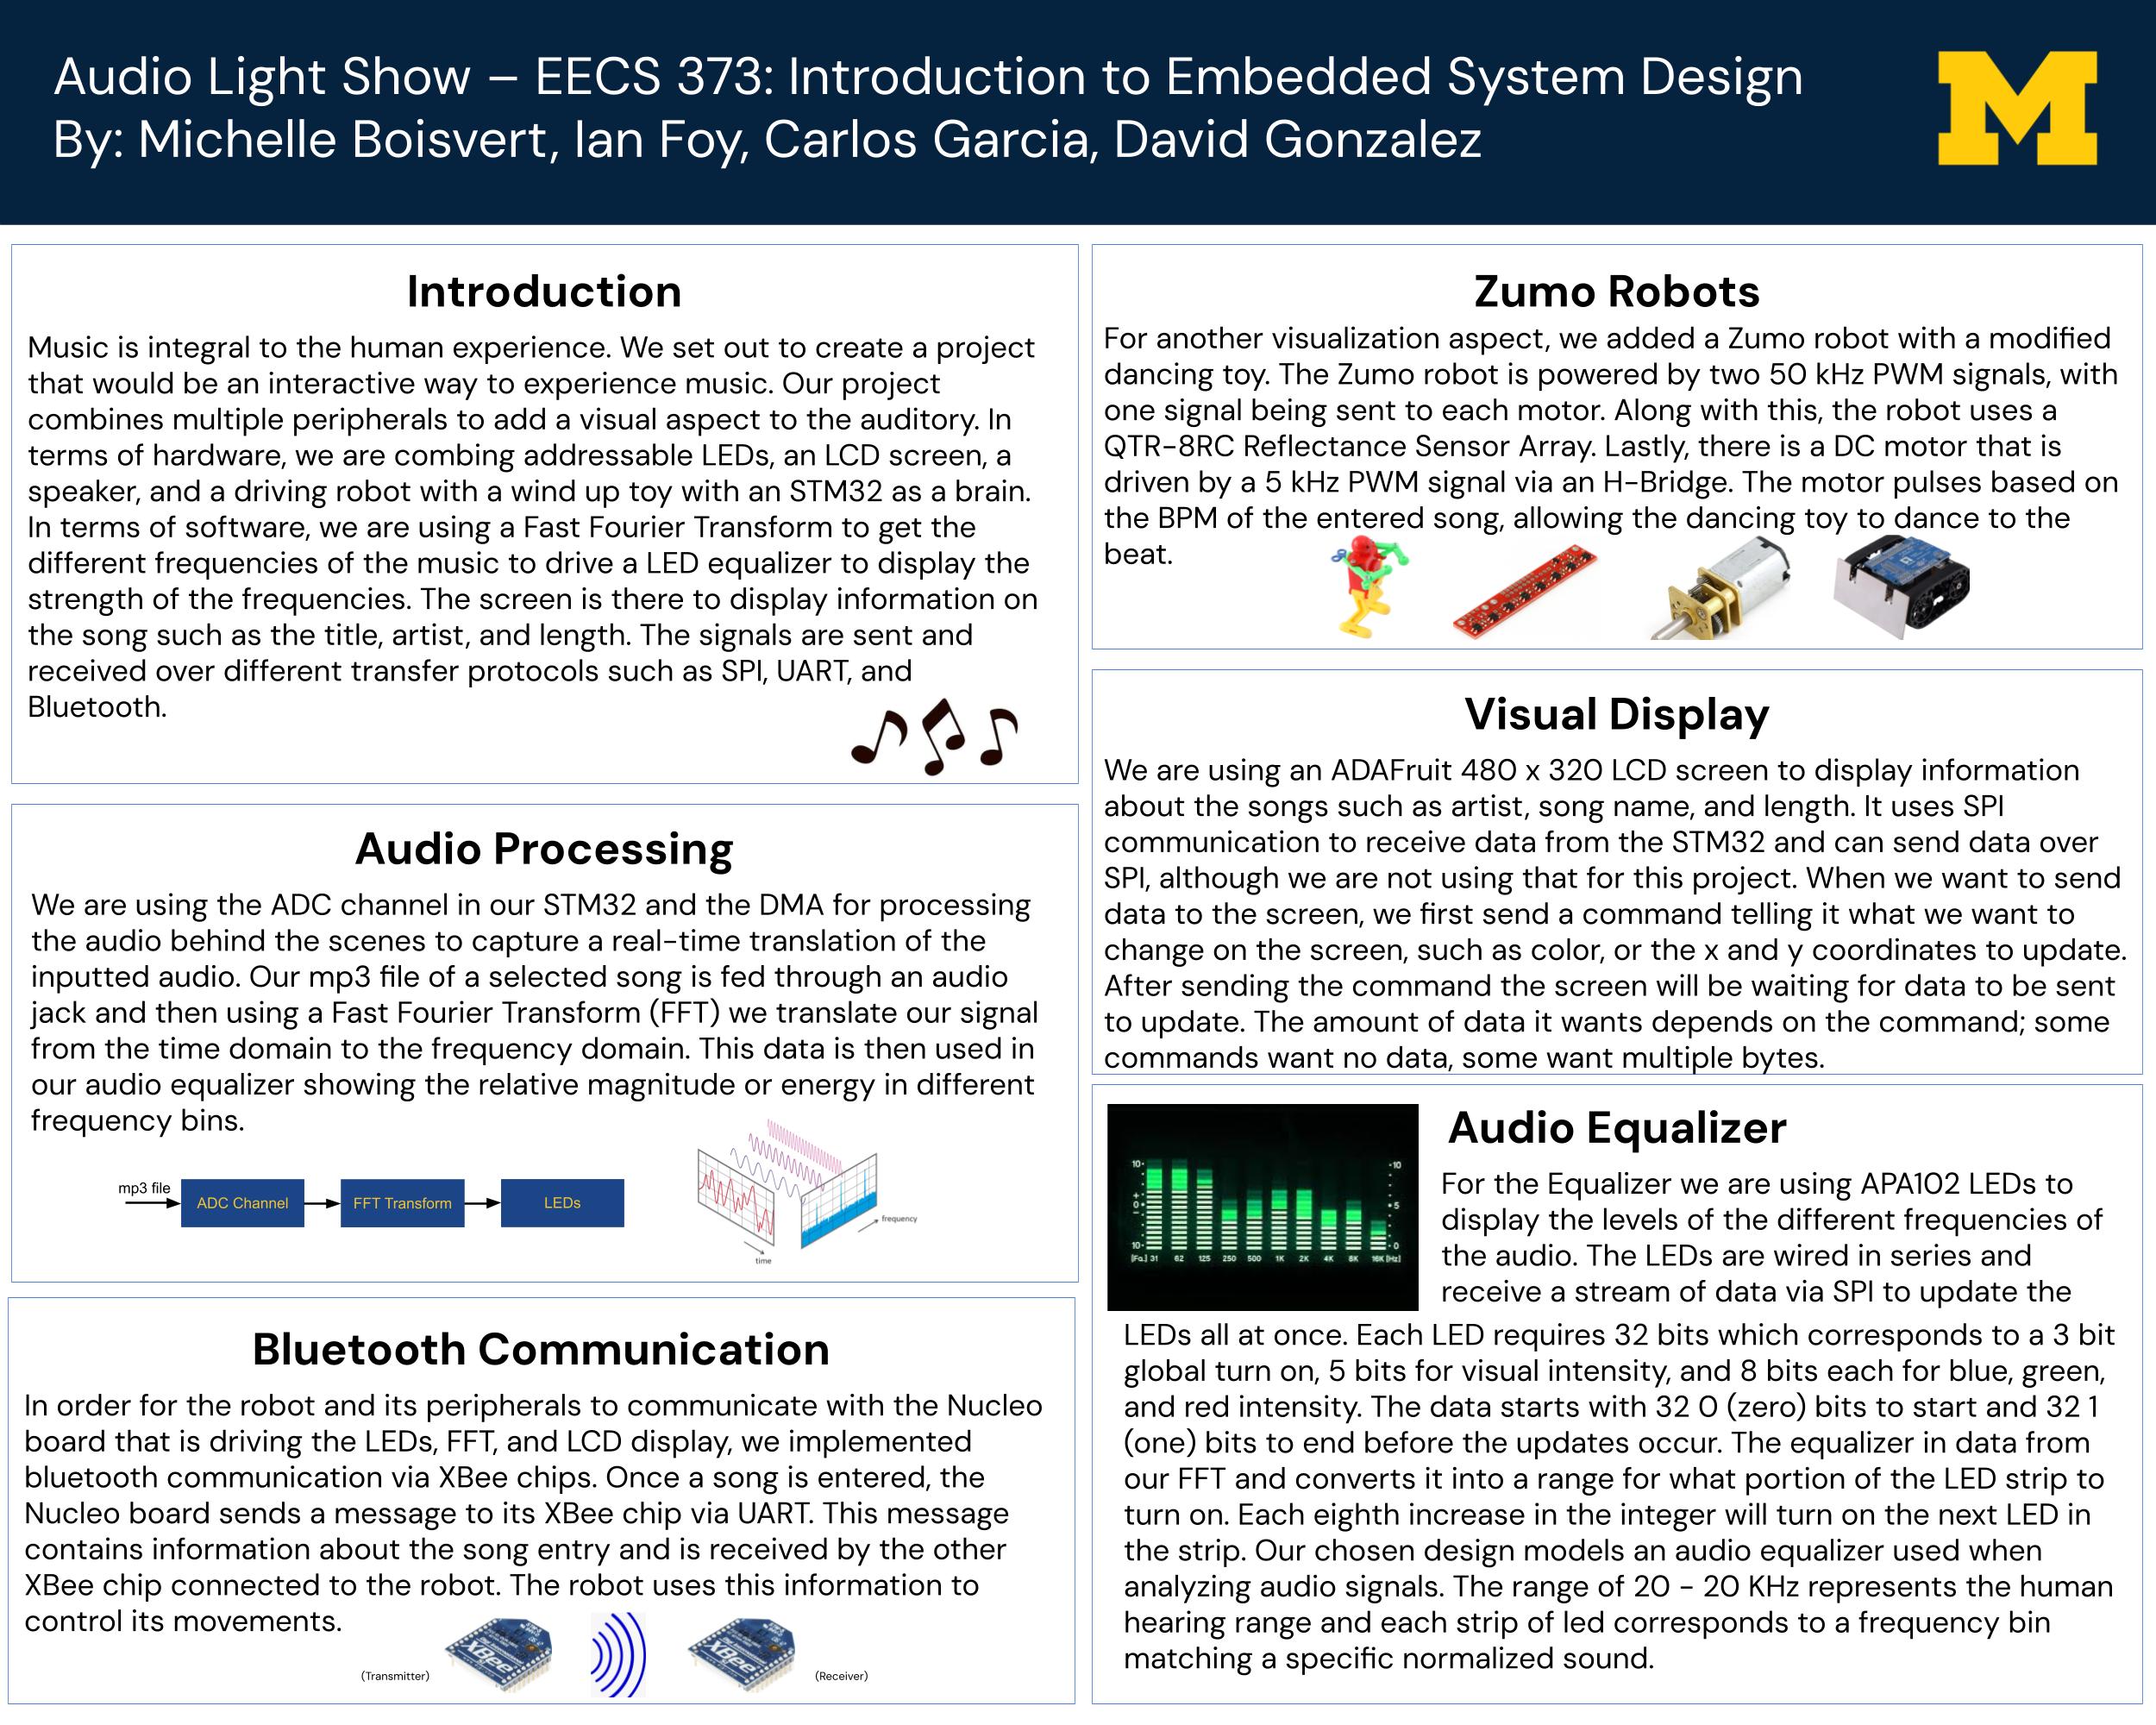 Audio Light Show – EECS 373: Introduction to Embedded System Design
By: Michelle Boisvert, Ian Foy, Carlos Garcia, David Gonzalez
M
Introduction
Music is integral to the human experience. We set out to create a project
that would be an interactive way to experience music. Our project
combines multiple peripherals to add a visual aspect to the auditory. In
terms of hardware, we are combing addressable LEDs, an LCD screen, a
speaker, and a driving robot with a wind up toy with an STM32 as a brain.
In terms of software, we are using a Fast Fourier Transform to get the
different frequencies of the music to drive a LED equalizer to display the
strength of the frequencies. The screen is there to display information on
the song such as the title, artist, and length. The signals are sent and
received over different transfer protocols such as SPI, UART, and
Bluetooth.
Audio Processing
We are using the ADC channel in our STM32 and the DMA for processing
the audio behind the scenes to capture a real-time translation of the
inputted audio. Our mp3 file of a selected song is fed through an audio
jack and then using a Fast Fourier Transform (FFT) we translate our signal
from the time domain to the frequency domain. This data is then used in
our audio equalizer showing the relative magnitude or energy in different
frequency bins.
mp3 file
ADC Channel
FFT Transform
LEDs
frequency
time
Bluetooth Communication
In order for the robot and its peripherals to communicate with the Nucleo
board that is driving the LEDs, FFT, and LCD display, we implemented
bluetooth communication via XBee chips. Once a song is entered, the
Nucleo board sends a message to its XBee chip via UART. This message
contains information about the song entry and is received by the other
XBee chip connected to the robot. The robot uses this information to
control its movements.
(Transmitter)
XBee
XBee
(Receiver)
Zumo Robots
For another visualization aspect, we added a Zumo robot with a modified
dancing toy. The Zumo robot is powered by two 50 kHz PWM signals, with
one signal being sent to each motor. Along with this, the robot uses a
QTR-8RC Reflectance Sensor Array. Lastly, there is a DC motor that is
driven by a 5 kHz PWM signal via an H-Bridge. The motor pulses based on
the BPM of the entered song, allowing the dancing toy to dance to the
beat.
Visual Display
We are using an ADAFruit 480 x 320 LCD screen to display information
about the songs such as artist, song name, and length. It uses SPI
communication to receive data from the STM32 and can send data over
SPI, although we are not using that for this project. When we want to send
data to the screen, we first send a command telling it what we want to
change on the screen, such as color, or the x and y coordinates to update.
After sending the command the screen will be waiting for data to be sent
to update. The amount of data it wants depends on the command; some
commands want no data, some want multiple bytes.
10 10
+ 0 - 5
10 0
[Fo.] 31 62 125 250 500 1K 2K 4K 8K 16K [Hz]
Audio Equalizer
For the Equalizer we are using APA102 LEDs to
display the levels of the different frequencies of
the audio. The LEDs are wired in series and
receive a stream of data via SPI to update the
LEDs all at once. Each LED requires 32 bits which corresponds to a 3 bit
global turn on, 5 bits for visual intensity, and 8 bits each for blue, green,
and red intensity. The data starts with 32 0 (zero) bits to start and 32 1
(one) bits to end before the updates occur. The equalizer in data from
our FFT and converts it into a range for what portion of the LED strip to
turn on. Each eighth increase in the integer will turn on the next LED in
the strip. Our chosen design models an audio equalizer used when
analyzing audio signals. The range of 20 - 20 KHz represents the human
hearing range and each strip of led corresponds to a frequency bin
matching a specific normalized sound.